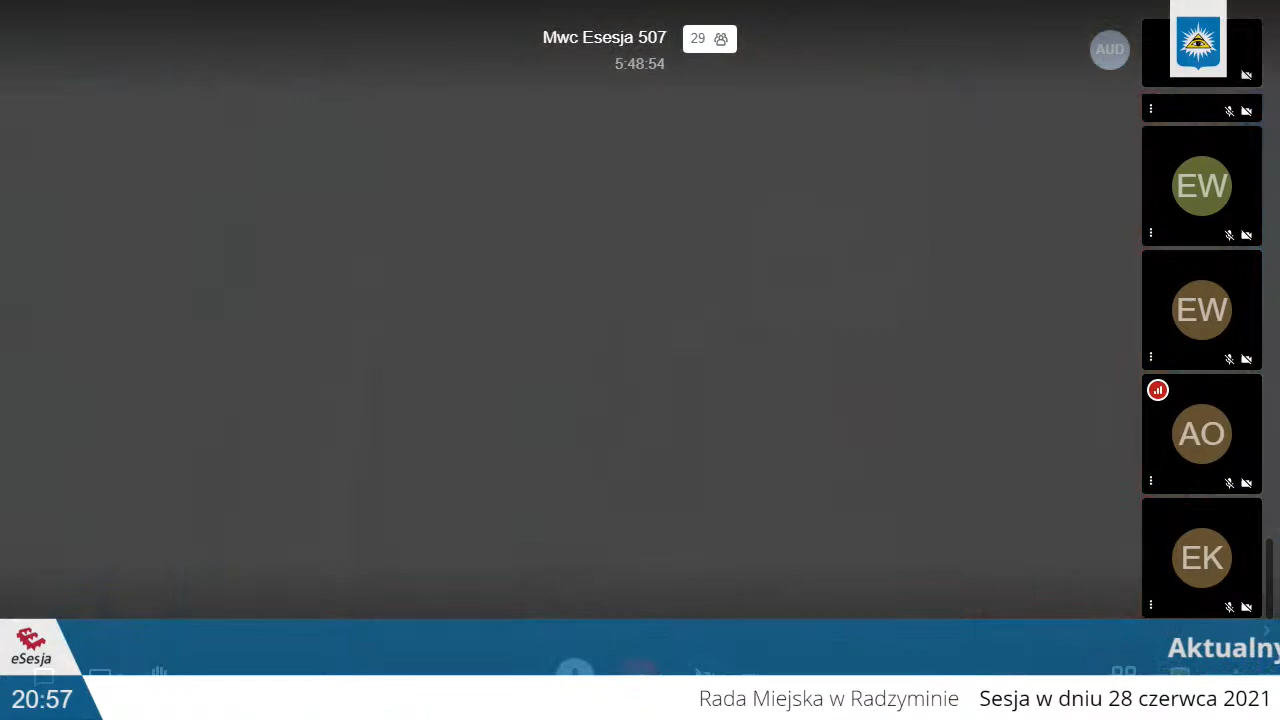 Mwc Esesja 507 29
5:48:54
AUD
EW
EW
AO
EK
Aktualny
eSesja
20:57
Rada Miejska w Radzyminie Sesja w dniu 28 czerwca 2021